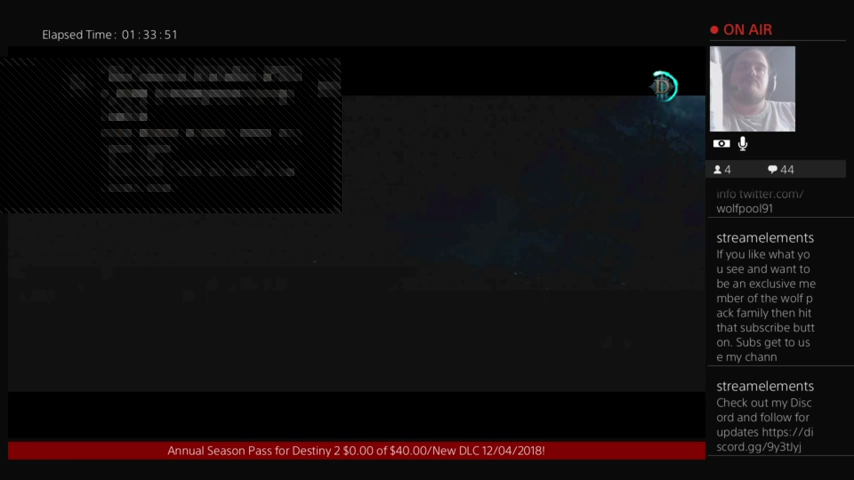 Elapsed Time: 01:33:51
ON AIR
4
44
info twitter.com/
wolfpool91
streamelements
If you like what yo
u see and want to
be an exclusive me
mber of the wolf p
ack family then hit
that subscribe butt
on. Subs get to us
e my chann
streamelements
Check out my Disc
ord and follow for
updates https://di
scord.gg/9y3tJyj
Annual Season Pass for Destiny 2 $0.00 of $40.00/New DLC 12/04/2018!